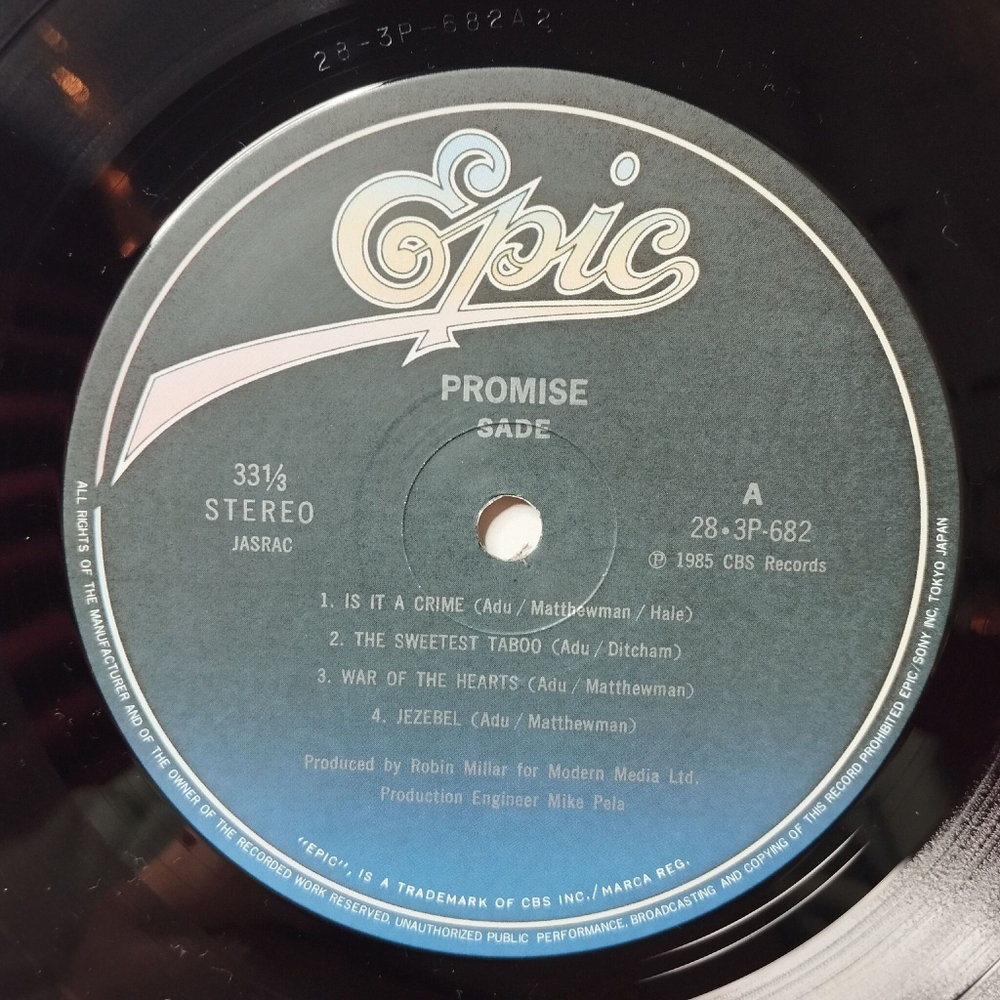 28-3P-682A2
Epic
PROMISE
SADE
33⅓
STEREO
JASRAC
A
28•3P-682
Ⓟ 1985 CBS Records
1. IS IT A CRIME (Adu / Matthewman / Hale)
2. THE SWEETEST TABOO (Adu / Ditcham)
3. WAR OF THE HEARTS (Adu / Matthewman)
4. JEZEBEL (Adu / Matthewman)
Produced by Robin Millar for Modern Media Ltd.
Production Engineer Mike Pela
“EPIC”, IS A TRADEMARK OF CBS INC./MARCA REG.
ALL RIGHTS OF THE MANUFACTURER AND OF THE OWNER OF THE RECORDED WORK RESERVED. UNAUTHORIZED PUBLIC PERFORMANCE, BROADCASTING AND COPYING OF THIS RECORD PROHIBITED EPIC/SONY INC. TOKYO JAPAN